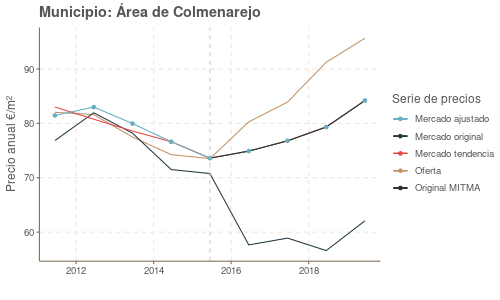 Municipio: Área de Colmenarejo
Precio anual €/m²
90
80
70
60
2012
2014
2016
2018
Serie de precios
Mercado ajustado
Mercado original
Mercado tendencia
Oferta
Original MITMA